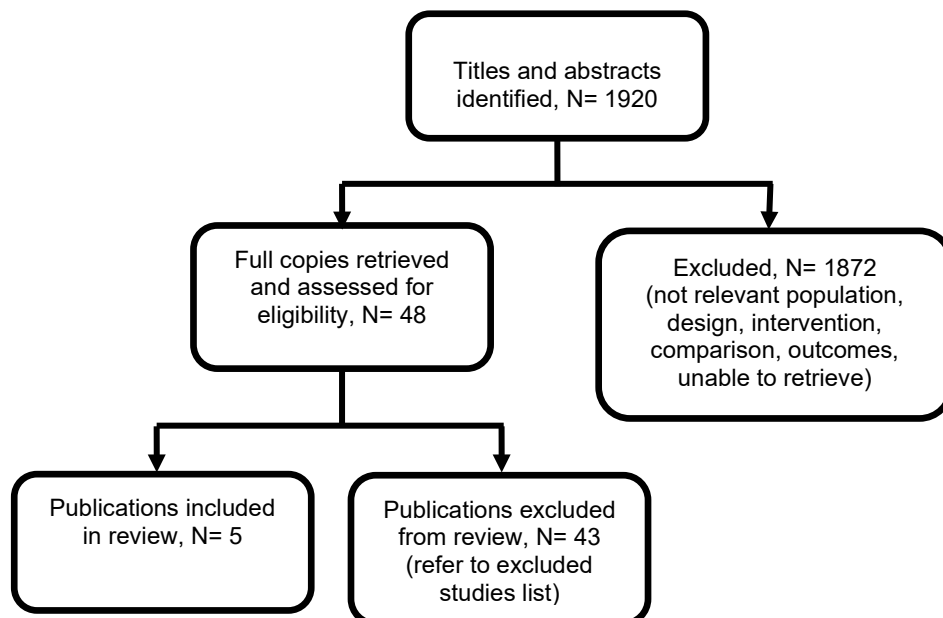 Titles and abstracts
identified, N= 1920
Full copies retrieved
and assessed for
eligibility, N= 48
Excluded, N= 1872
(not relevant population,
design, intervention,
comparison, outcomes,
unable to retrieve)
Publications included
in review, N= 5
Publications excluded
from review, N= 43
(refer to excluded
studies list)